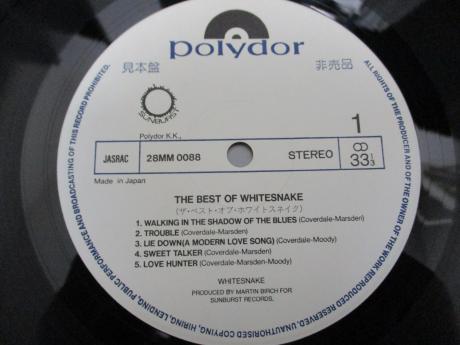 polydor
見本盤
非売品
SUNBURST
Polydor K.K.,
1
JASRAC
28MM 0088
STEREO
33 1/3
Made in Japan
THE BEST OF WHITESNAKE
(ザ・ベスト・オブ・ホワイトスネイク)
1. WALKING IN THE SHADOW OF THE BLUES (Coverdale-Marsden)
2. TROUBLE (Coverdale-Marsden)
3. LIE DOWN(A MODERN LOVE SONG) (Coverdale-Moody)
4. SWEET TALKER (Coverdale-Marsden)
5. LOVE HUNTER (Coverdale-Marsden-Moody)
WHITESNAKE
PRODUCED BY MARTIN BIRCH FOR
SUNBURST RECORDS.
ALL RIGHTS OF THE PRODUCER AND OF THE OWNER OF THE WORK REPRODUCED RESERVED. UNAUTHORISED COPYING, HIRING, LENDING, PUBLIC PERFORMANCE AND BROADCASTING OF THIS RECORD PROHIBITED.